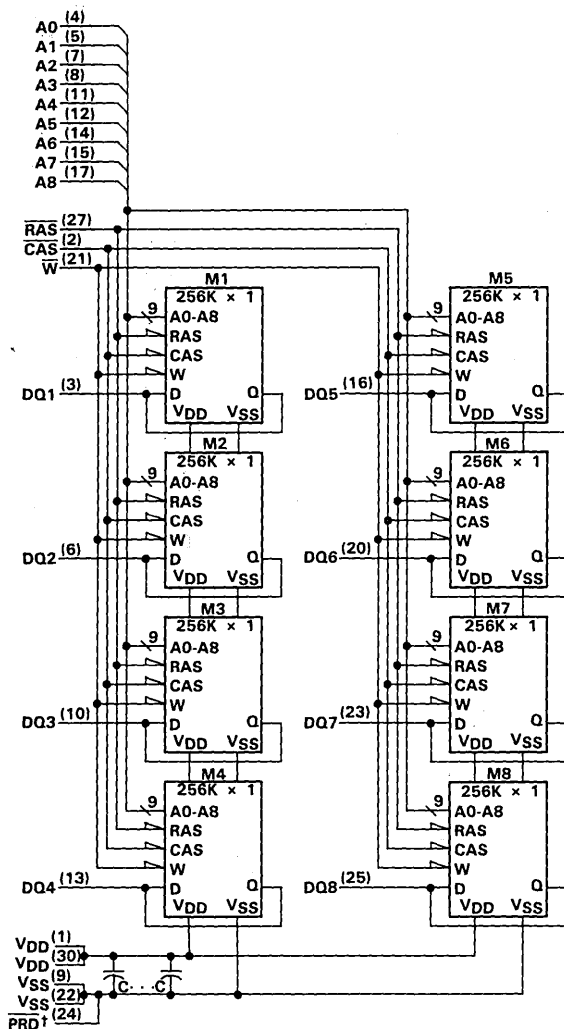 A0 (4)
A1 (5)
A2 (7)
A3 (8)
A4 (11)
A5 (12)
A6 (14)
A7 (15)
A8 (17)
RAS (27)
CAS (2)
W (21)
M1
256K × 1
9
A0-A8
RAS
CAS
W
DQ1 (3)
D
Q
VDD
VSS
M2
256K × 1
9
A0-A8
RAS
CAS
W
DQ2 (6)
D
Q
VDD
VSS
M3
256K × 1
9
A0-A8
RAS
CAS
W
DQ3 (10)
D
Q
VDD
VSS
M4
256K × 1
9
A0-A8
RAS
CAS
W
DQ4 (13)
D
Q
VDD
VSS
M5
256K × 1
9
A0-A8
RAS
CAS
W
DQ5 (16)
D
Q
VDD
VSS
M6
256K × 1
9
A0-A8
RAS
CAS
W
DQ6 (20)
D
Q
VDD
VSS
M7
256K × 1
9
A0-A8
RAS
CAS
W
DQ7 (23)
D
Q
VDD
VSS
M8
256K × 1
9
A0-A8
RAS
CAS
W
DQ8 (25)
D
Q
VDD
VSS
VDD (1)
VDD (30)
VSS (9)
VSS (22)
PRD† (24)
C · · · C